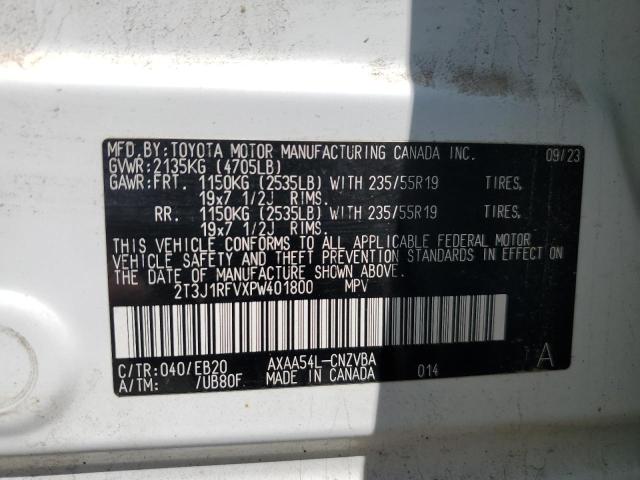 MFD. BY: TOYOTA MOTOR MANUFACTURING CANADA INC. 09/23
GVWR: 2135KG (4705LB)
GAWR: FRT. 1150KG (2535LB) WITH 235/55R19 TIRES,
19x7 1/2J RIMS.
RR. 1150KG (2535LB) WITH 235/55R19 TIRES,
19x7 1/2J RIMS.
THIS VEHICLE CONFORMS TO ALL APPLICABLE FEDERAL MOTOR
VEHICLE SAFETY AND THEFT PREVENTION STANDARDS IN EFFECT ON
THE DATE OF MANUFACTURE SHOWN ABOVE.
2T3J1RFVXPW401800 MPV
C/TR: 040/EB20 AXAA54L-CNZVBA 014 A
A/TM: /UB80F MADE IN CANADA